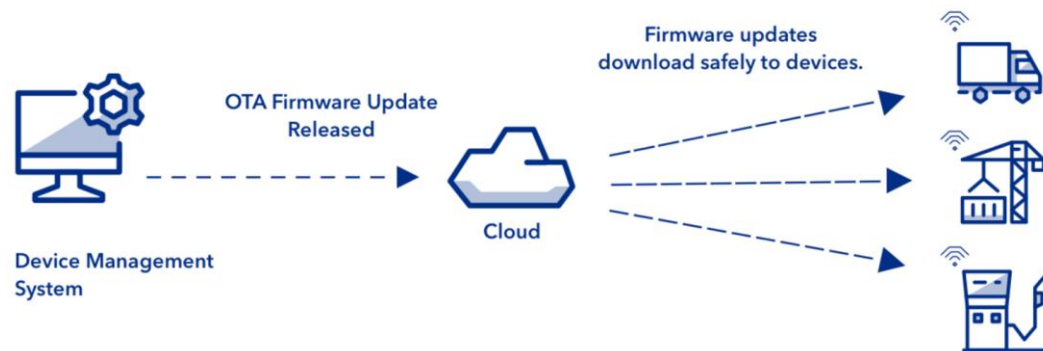 Firmware updates
download safely to devices.
OTA Firmware Update
Released
Cloud
Device Management
System